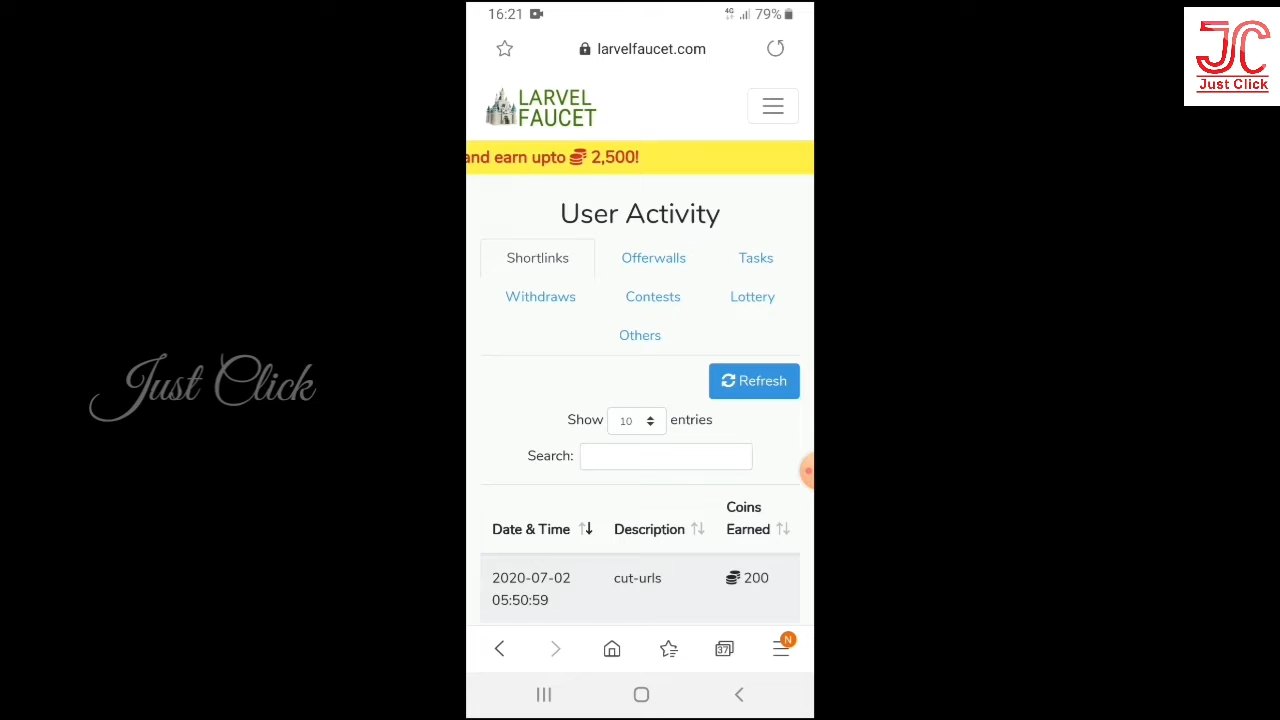 16:21
4G
79%
JC
Just Click
larvelfaucet.com
LARVEL
FAUCET
and earn upto 2,500!
User Activity
Shortlinks
Offerwalls
Tasks
Withdraws
Contests
Lottery
Others
Refresh
Show 10 entries
Search:
Coins
Date & Time
Description
Earned
2020-07-02
cut-urls
200
05:50:59
Just Click
37
N